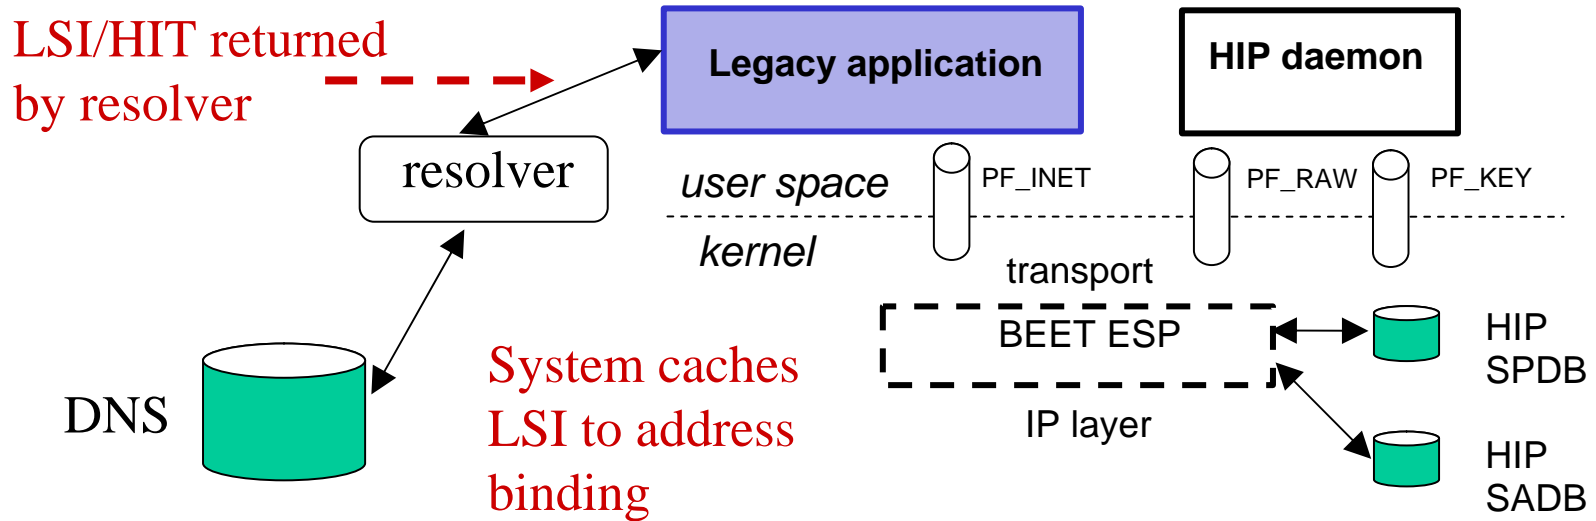 LSI/HIT returned
by resolver
Legacy application
HIP daemon
resolver
user space
PF_INET
PF_RAW
PF_KEY
kernel
transport
BEET ESP
HIP
SPDB
System caches
LSI to address
binding
DNS
IP layer
HIP
SADB